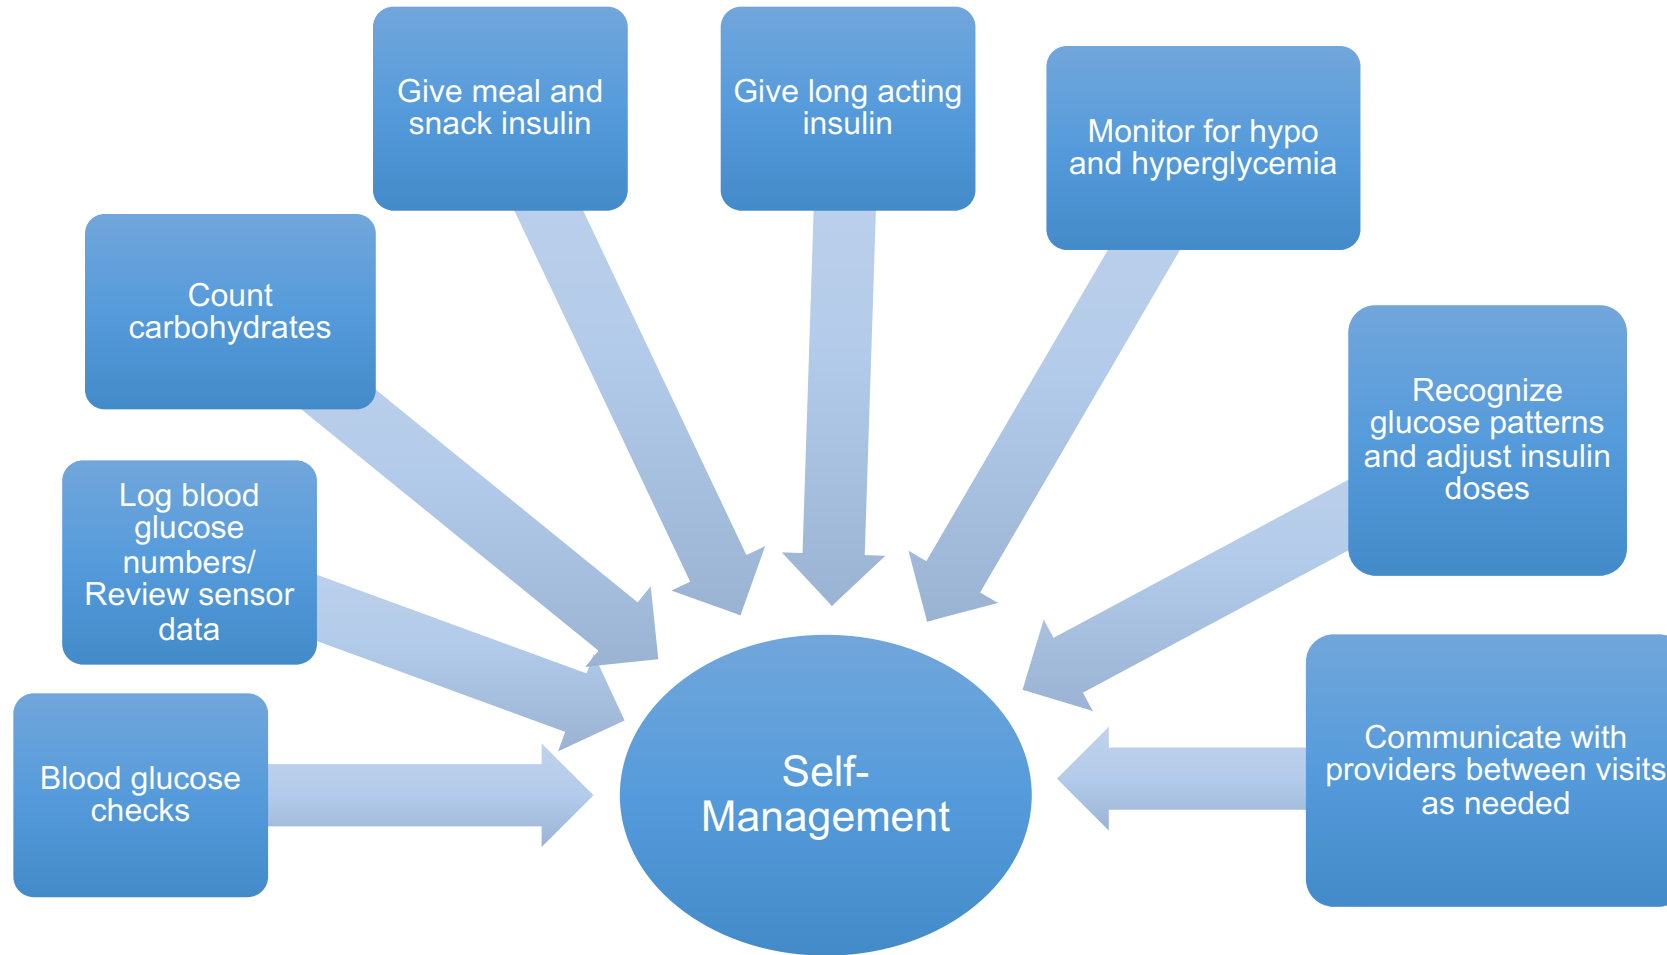 Give meal and
snack insulin
Give long acting
insulin
Monitor for hypo
and hyperglycemia
Count
carbohydrates
Recognize
glucose patterns
and adjust insulin
doses
Log blood
glucose
numbers/
Review sensor
data
Blood glucose
checks
Self-
Management
Communicate with
providers between visits
as needed